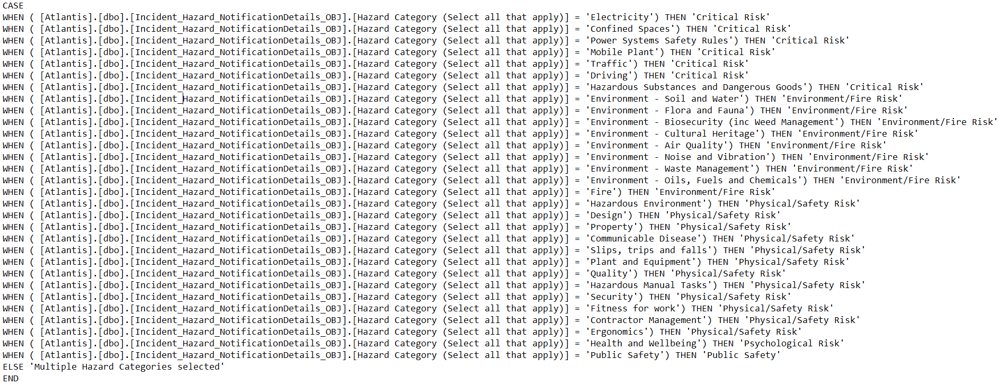 CASE
WHEN ( [Atlantis].[dbo].[Incident_Hazard_NotificationDetails_OBJ].[Hazard Category (Select all that apply)] = 'Electricity') THEN 'Critical Risk'
WHEN ( [Atlantis].[dbo].[Incident_Hazard_NotificationDetails_OBJ].[Hazard Category (Select all that apply)] = 'Confined Spaces') THEN 'Critical Risk'
WHEN ( [Atlantis].[dbo].[Incident_Hazard_NotificationDetails_OBJ].[Hazard Category (Select all that apply)] = 'Power Systems Safety Rules') THEN 'Critical Risk'
WHEN ( [Atlantis].[dbo].[Incident_Hazard_NotificationDetails_OBJ].[Hazard Category (Select all that apply)] = 'Mobile Plant') THEN 'Critical Risk'
WHEN ( [Atlantis].[dbo].[Incident_Hazard_NotificationDetails_OBJ].[Hazard Category (Select all that apply)] = 'Traffic') THEN 'Critical Risk'
WHEN ( [Atlantis].[dbo].[Incident_Hazard_NotificationDetails_OBJ].[Hazard Category (Select all that apply)] = 'Driving') THEN 'Critical Risk'
WHEN ( [Atlantis].[dbo].[Incident_Hazard_NotificationDetails_OBJ].[Hazard Category (Select all that apply)] = 'Hazardous Substances and Dangerous Goods') THEN 'Critical Risk'
WHEN ( [Atlantis].[dbo].[Incident_Hazard_NotificationDetails_OBJ].[Hazard Category (Select all that apply)] = 'Environment - Soil and Water') THEN 'Environment/Fire Risk'
WHEN ( [Atlantis].[dbo].[Incident_Hazard_NotificationDetails_OBJ].[Hazard Category (Select all that apply)] = 'Environment - Flora and Fauna') THEN 'Environment/Fire Risk'
WHEN ( [Atlantis].[dbo].[Incident_Hazard_NotificationDetails_OBJ].[Hazard Category (Select all that apply)] = 'Environment - Biosecurity (inc Weed Management') THEN 'Environment/Fire Risk'
WHEN ( [Atlantis].[dbo].[Incident_Hazard_NotificationDetails_OBJ].[Hazard Category (Select all that apply)] = 'Environment - Cultural Heritage') THEN 'Environment/Fire Risk'
WHEN ( [Atlantis].[dbo].[Incident_Hazard_NotificationDetails_OBJ].[Hazard Category (Select all that apply)] = 'Environment - Air Quality') THEN 'Environment/Fire Risk'
WHEN ( [Atlantis].[dbo].[Incident_Hazard_NotificationDetails_OBJ].[Hazard Category (Select all that apply)] = 'Environment - Noise and Vibration') THEN 'Environment/Fire Risk'
WHEN ( [Atlantis].[dbo].[Incident_Hazard_NotificationDetails_OBJ].[Hazard Category (Select all that apply)] = 'Environment - Waste Management') THEN 'Environment/Fire Risk'
WHEN ( [Atlantis].[dbo].[Incident_Hazard_NotificationDetails_OBJ].[Hazard Category (Select all that apply)] = 'Environment - Oils, Fuels and Chemicals') THEN 'Environment/Fire Risk'
WHEN ( [Atlantis].[dbo].[Incident_Hazard_NotificationDetails_OBJ].[Hazard Category (Select all that apply)] = 'Fire') THEN 'Environment/Fire Risk'
WHEN ( [Atlantis].[dbo].[Incident_Hazard_NotificationDetails_OBJ].[Hazard Category (Select all that apply)] = 'Hazardous Environment') THEN 'Physical/Safety Risk'
WHEN ( [Atlantis].[dbo].[Incident_Hazard_NotificationDetails_OBJ].[Hazard Category (Select all that apply)] = 'Design') THEN 'Physical/Safety Risk'
WHEN ( [Atlantis].[dbo].[Incident_Hazard_NotificationDetails_OBJ].[Hazard Category (Select all that apply)] = 'Property') THEN 'Physical/Safety Risk'
WHEN ( [Atlantis].[dbo].[Incident_Hazard_NotificationDetails_OBJ].[Hazard Category (Select all that apply)] = 'Communicable Disease') THEN 'Physical/Safety Risk'
WHEN ( [Atlantis].[dbo].[Incident_Hazard_NotificationDetails_OBJ].[Hazard Category (Select all that apply)] = 'Slips, trips and falls') THEN 'Physical/Safety Risk'
WHEN ( [Atlantis].[dbo].[Incident_Hazard_NotificationDetails_OBJ].[Hazard Category (Select all that apply)] = 'Plant and Equipment') THEN 'Physical/Safety Risk'
WHEN ( [Atlantis].[dbo].[Incident_Hazard_NotificationDetails_OBJ].[Hazard Category (Select all that apply)] = 'Quality') THEN 'Physical/Safety Risk'
WHEN ( [Atlantis].[dbo].[Incident_Hazard_NotificationDetails_OBJ].[Hazard Category (Select all that apply)] = 'Hazardous Manual Tasks') THEN 'Physical/Safety Risk'
WHEN ( [Atlantis].[dbo].[Incident_Hazard_NotificationDetails_OBJ].[Hazard Category (Select all that apply)] = 'Security') THEN 'Physical/Safety Risk'
WHEN ( [Atlantis].[dbo].[Incident_Hazard_NotificationDetails_OBJ].[Hazard Category (Select all that apply)] = 'Fitness for work') THEN 'Physical/Safety Risk'
WHEN ( [Atlantis].[dbo].[Incident_Hazard_NotificationDetails_OBJ].[Hazard Category (Select all that apply)] = 'Contractor Management') THEN 'Physical/Safety Risk'
WHEN ( [Atlantis].[dbo].[Incident_Hazard_NotificationDetails_OBJ].[Hazard Category (Select all that apply)] = 'Ergonomics') THEN 'Physical/Safety Risk'
WHEN ( [Atlantis].[dbo].[Incident_Hazard_NotificationDetails_OBJ].[Hazard Category (Select all that apply)] = 'Health and Wellbeing') THEN 'Psychological Risk'
WHEN ( [Atlantis].[dbo].[Incident_Hazard_NotificationDetails_OBJ].[Hazard Category (Select all that apply)] = 'Public Safety') THEN 'Public Safety'
ELSE 'Multiple Hazard Categories selected'
END